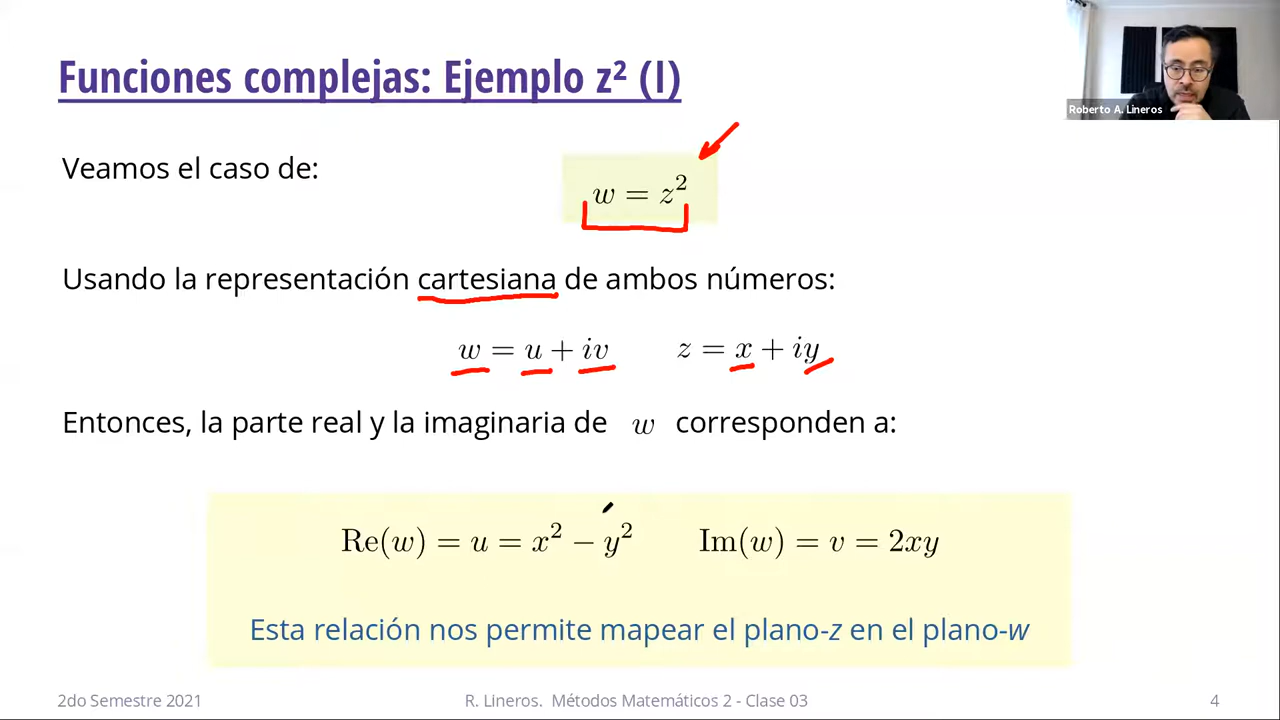 Funciones complejas: Ejemplo z² (I)
Roberto A. Lineros
Veamos el caso de:
w = z²
Usando la representación cartesiana de ambos números:
w = u + iv z = x + iy
Entonces, la parte real y la imaginaria de w corresponden a:
Re(w) = u = x² − y² Im(w) = v = 2xy
Esta relación nos permite mapear el plano-z en el plano-w
2do Semestre 2021 R. Lineros. Métodos Matemáticos 2 - Clase 03 4